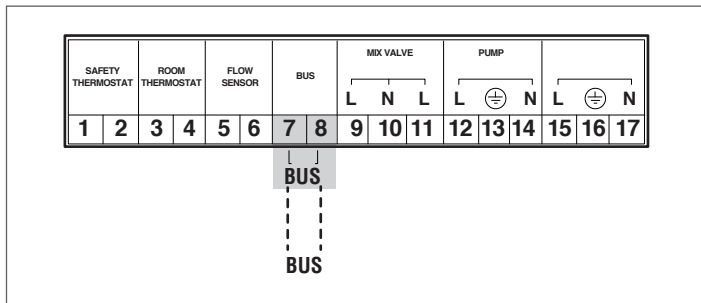 SAFETY THERMOSTAT ROOM THERMOSTAT FLOW SENSOR BUS MIX VALVE PUMP
L N L L ⏚ N L ⏚ N
1 2 3 4 5 6 7 8 9 10 11 12 13 14 15 16 17
BUS
BUS